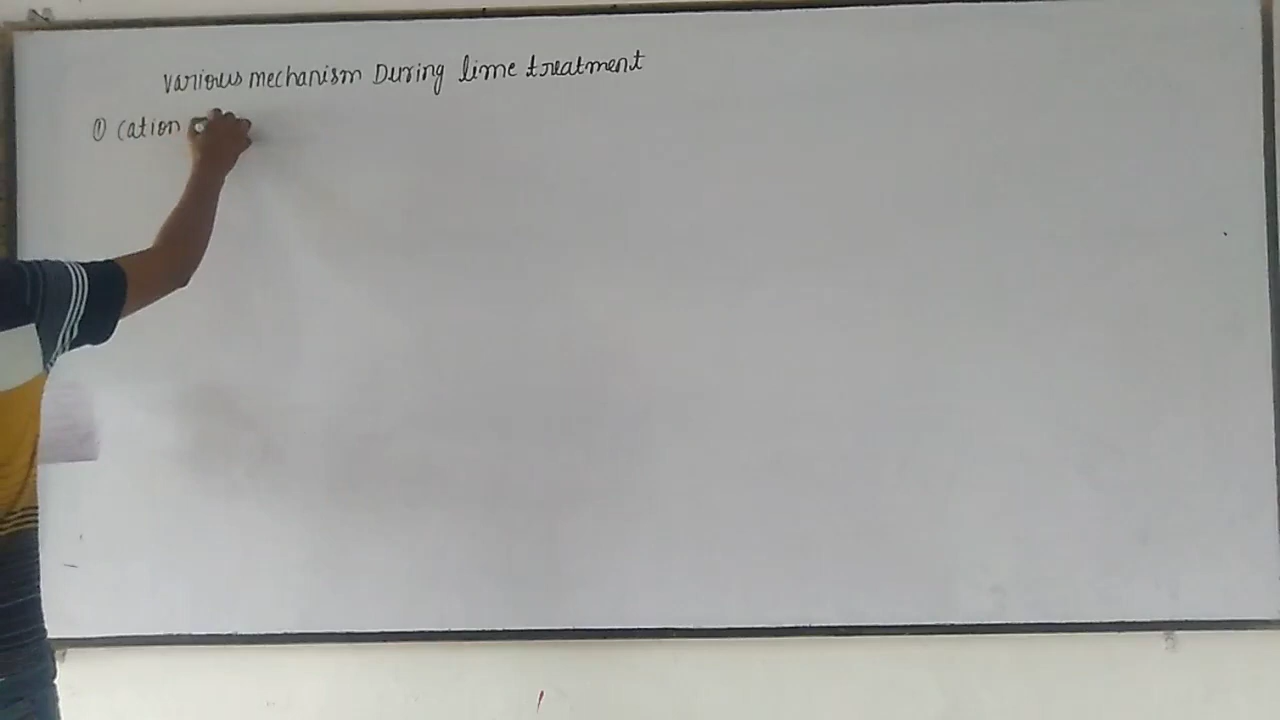 various mechanism During lime treatment
① cation